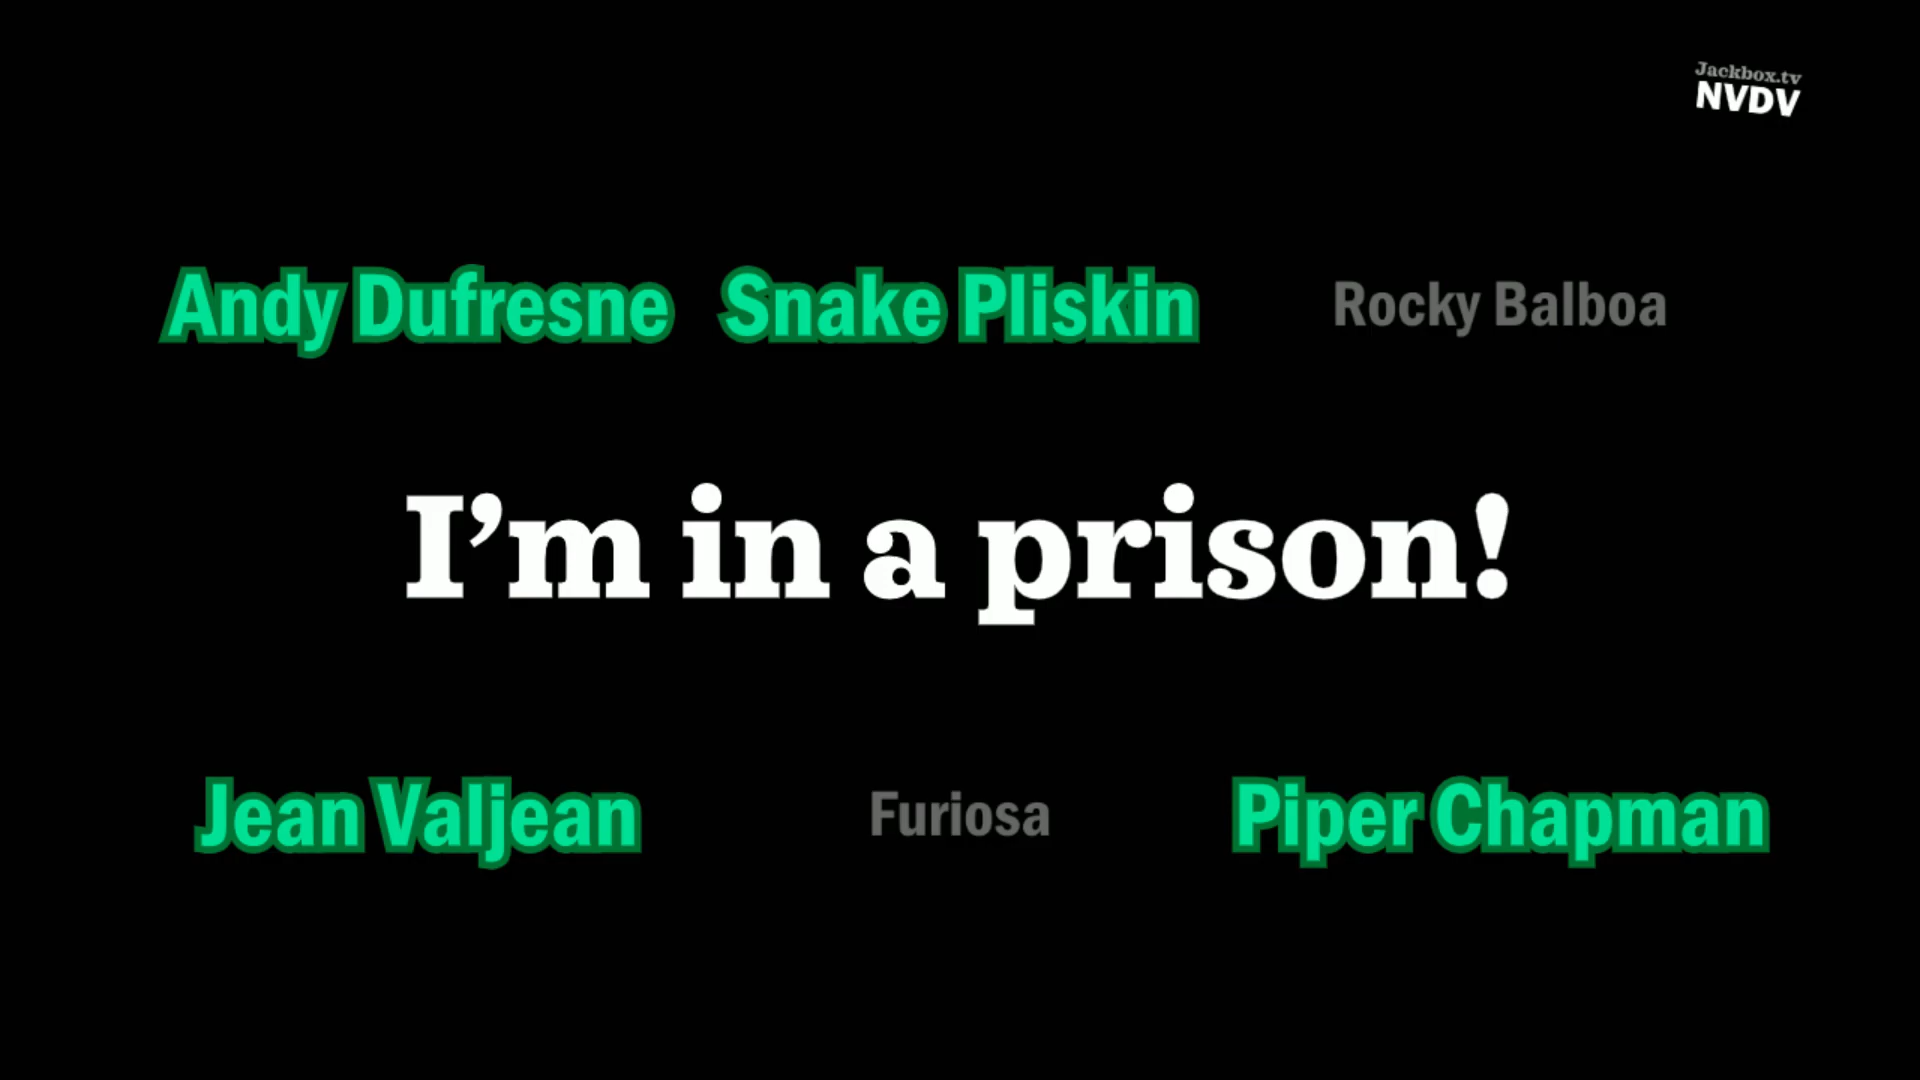 Jackbox.tv
NVDV
Andy Dufresne Snake Pliskin Rocky Balboa
I'm in a prison!
Jean Valjean Furiosa Piper Chapman